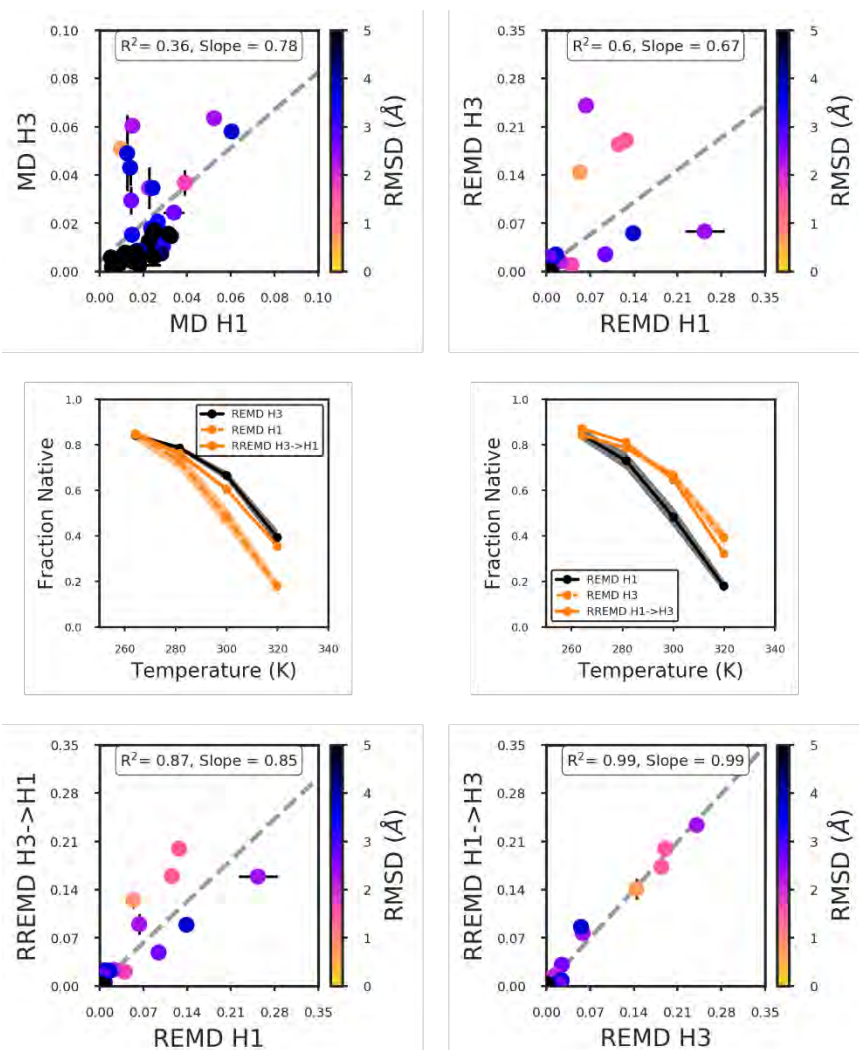 R²= 0.36, Slope = 0.78
MD H3
0.10
0.08
0.06
0.04
0.02
0.00
0.00 0.02 0.04 0.06 0.08 0.10
MD H1
5
4
3
2
1
0
RMSD (Å)
R²= 0.6, Slope = 0.67
REMD H3
0.35
0.28
0.21
0.14
0.07
0.00
0.00 0.07 0.14 0.21 0.28 0.35
REMD H1
5
4
3
2
1
0
RMSD (Å)
Fraction Native
1.0
0.8
0.6
0.4
0.2
0.0
REMD H3
REMD H1
RREMD H3->H1
260 280 300 320 340
Temperature (K)
Fraction Native
1.0
0.8
0.6
0.4
0.2
0.0
REMD H1
REMD H3
RREMD H1->H3
260 280 300 320 340
Temperature (K)
R²= 0.87, Slope = 0.85
RREMD H3->H1
0.35
0.28
0.21
0.14
0.07
0.00
0.00 0.07 0.14 0.21 0.28 0.35
REMD H1
5
4
3
2
1
0
RMSD (Å)
R²= 0.99, Slope = 0.99
RREMD H1->H3
0.35
0.28
0.21
0.14
0.07
0.00
0.00 0.07 0.14 0.21 0.28 0.35
REMD H3
5
4
3
2
1
0
RMSD (Å)